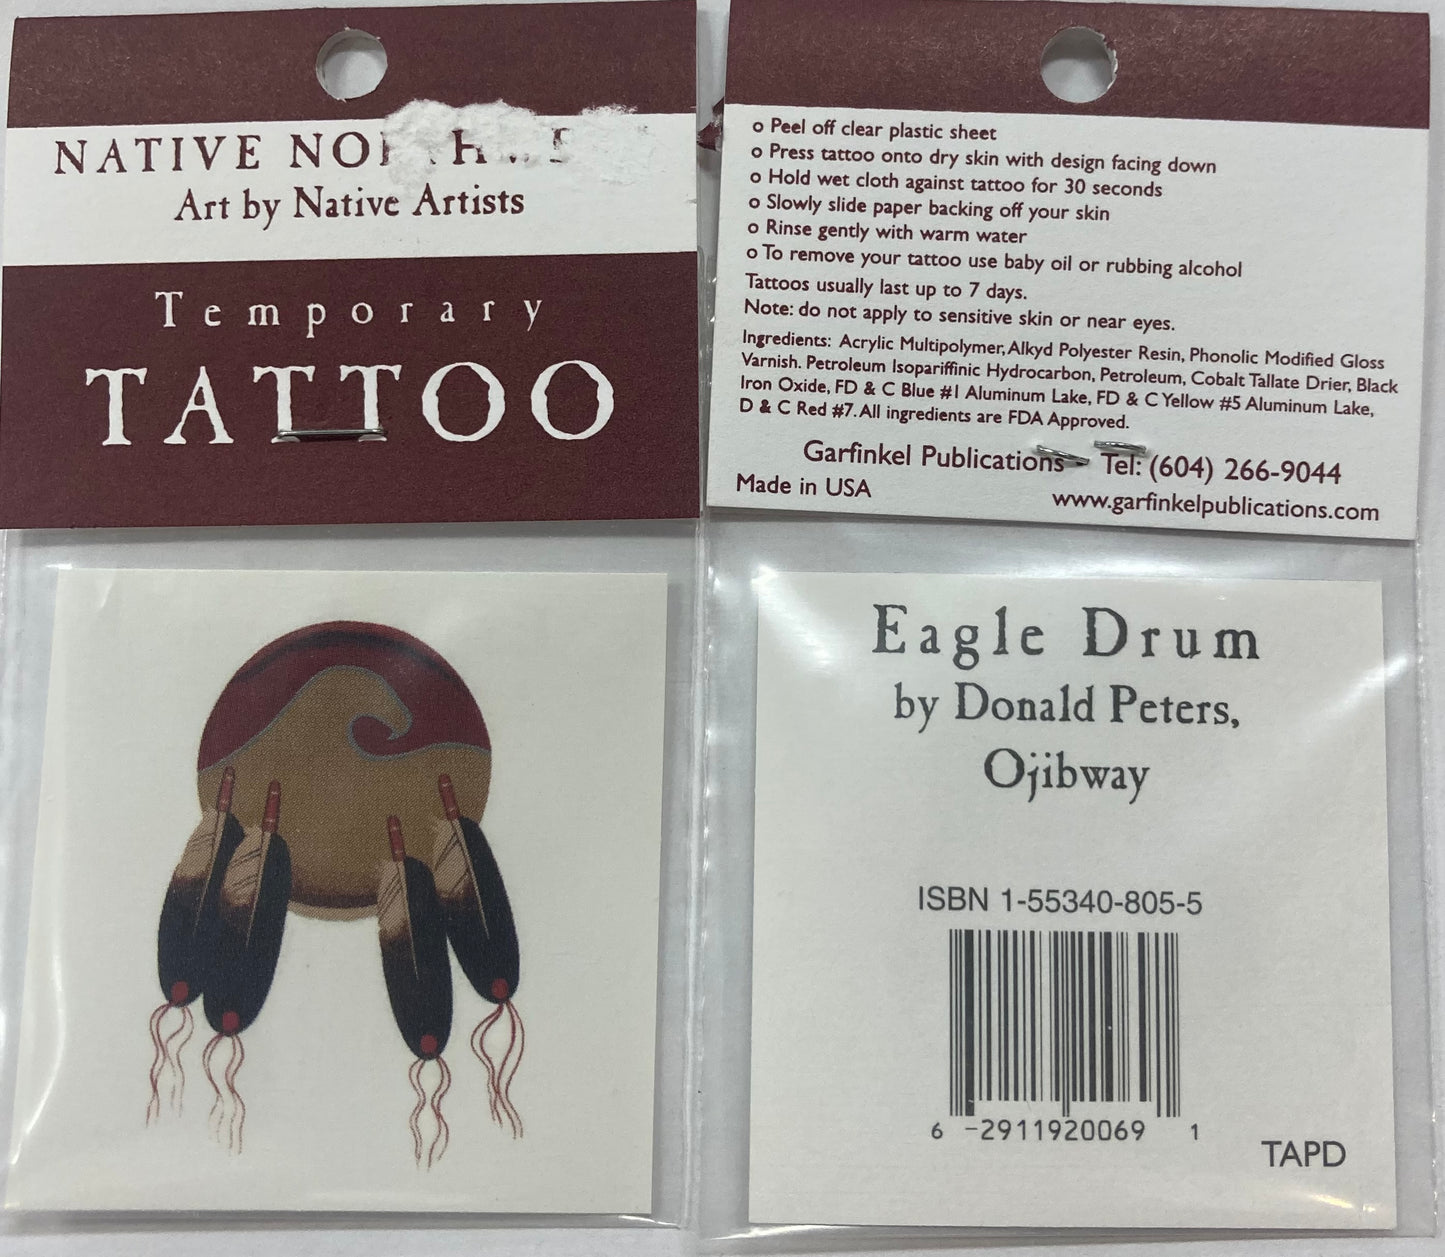 NATIVE
Art by Native Artists
Temporary
TATTOO
o Peel off clear plastic sheet
o Press tattoo onto dry skin with design facing down
o Hold wet cloth against tattoo for 30 seconds
o Slowly slide paper backing off your skin
o Rinse gently with warm water
o To remove your tattoo use baby oil or rubbing alcohol
Tattoos usually last up to 7 days.
Note: do not apply to sensitive skin or near eyes.
Ingredients: Acrylic Multipolymer, Alkyd Polyester Resin, Phonolic Modified Gloss
Varnish. Petroleum Isopariffinic Hydrocarbon, Petroleum, Cobalt Tallate Drier, Black
Iron Oxide, FD & C Blue #1 Aluminum Lake, FD & C Yellow #5 Aluminum Lake,
D & C Red #7. All ingredients are FDA Approved.
Garfinkel Publications - Tel: (604) 266-9044
Made in USA
www.garfinkelpublications.com
Eagle Drum
by Donald Peters,
Ojibway
ISBN 1-55340-805-5
6 -2911920069 1
TAPD